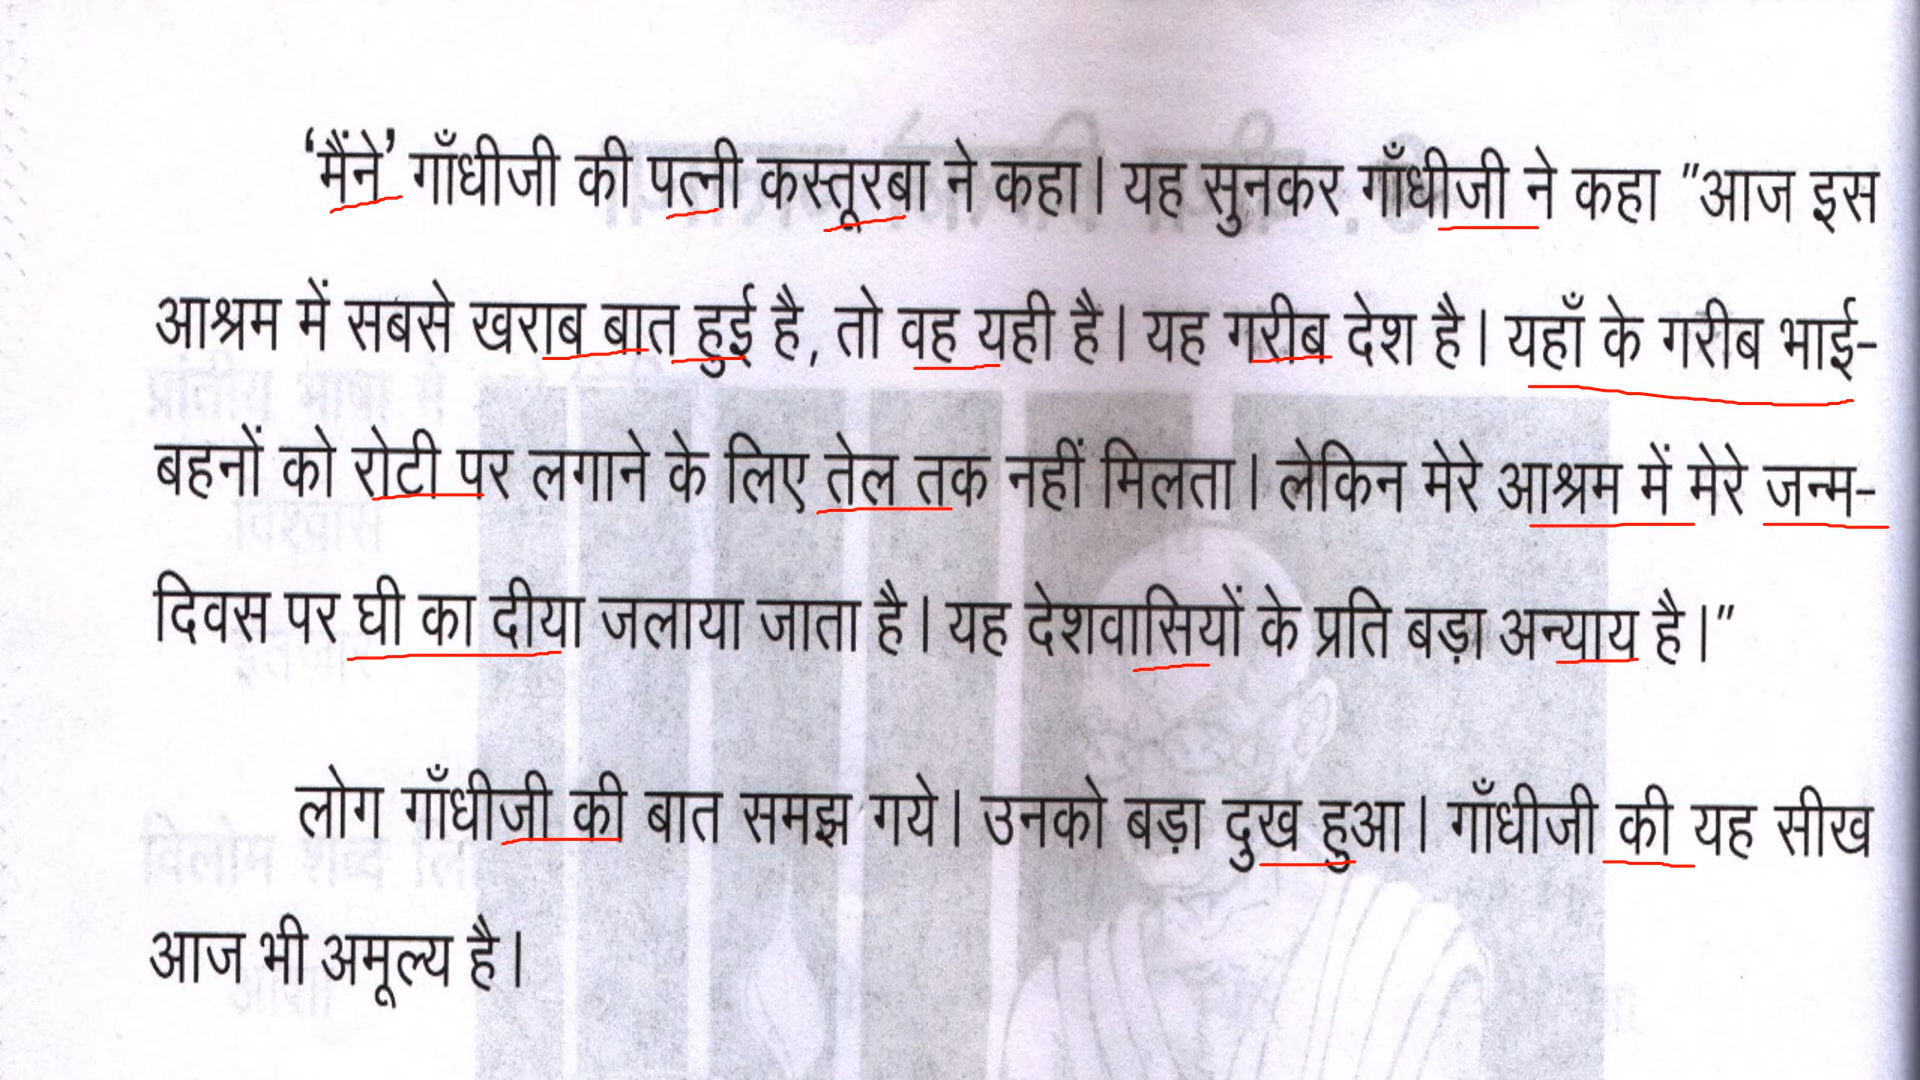 ‘मैंने’ गाँधीजी की पत्नी कस्तूरबा ने कहा। यह सुनकर गाँधीजी ने कहा "आज इस
आश्रम में सबसे खराब बात हुई है, तो वह यही है। यह गरीब देश है। यहाँ के गरीब भाई-
बहनों को रोटी पर लगाने के लिए तेल तक नहीं मिलता। लेकिन मेरे आश्रम में मेरे जन्म-
दिवस पर घी का दीया जलाया जाता है। यह देशवासियों के प्रति बड़ा अन्याय है।”
लोग गाँधीजी की बात समझ गये। उनको बड़ा दुख हुआ। गाँधीजी की यह सीख
आज भी अमूल्य है।